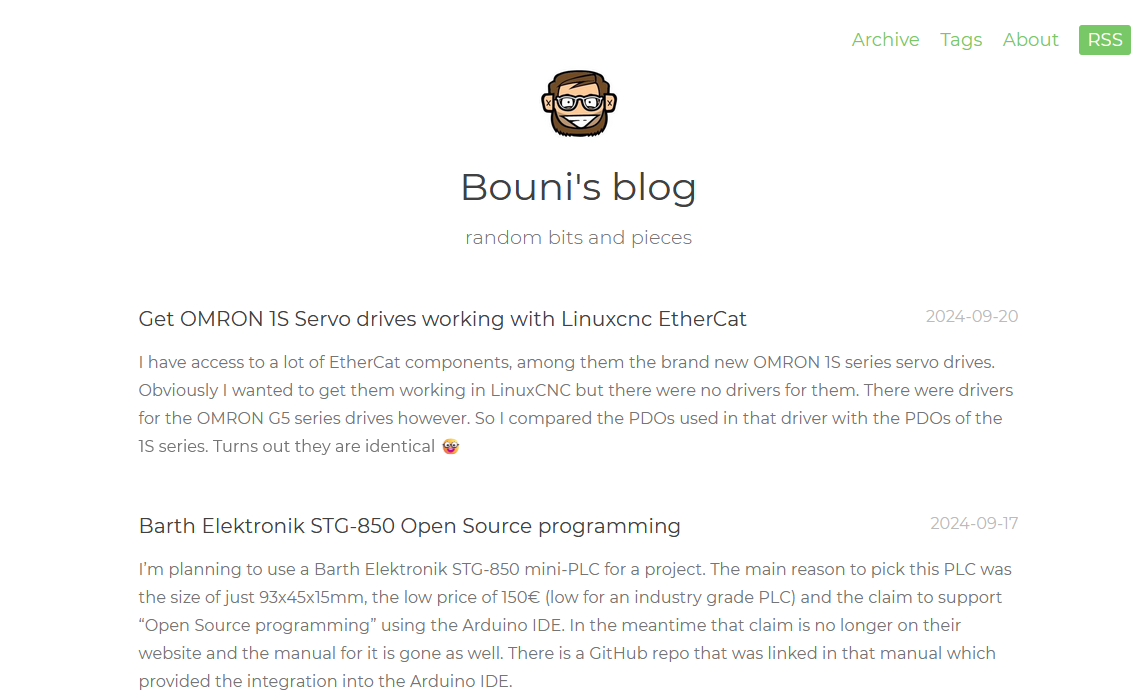 Archive Tags About RSS
Bouni's blog
random bits and pieces
Get OMRON 1S Servo drives working with Linuxcnc EtherCat 2024-09-20
I have access to a lot of EtherCat components, among them the brand new OMRON 1S series servo drives.
Obviously I wanted to get them working in LinuxCNC but there were no drivers for them. There were drivers
for the OMRON G5 series drives however. So I compared the PDOs used in that driver with the PDOs of the
1S series. Turns out they are identical 🤪
Barth Elektronik STG-850 Open Source programming 2024-09-17
I’m planning to use a Barth Elektronik STG-850 mini-PLC for a project. The main reason to pick this PLC was
the size of just 93x45x15mm, the low price of 150€ (low for an industry grade PLC) and the claim to support
“Open Source programming” using the Arduino IDE. In the meantime that claim is no longer on their
website and the manual for it is gone as well. There is a GitHub repo that was linked in that manual which
provided the integration into the Arduino IDE.